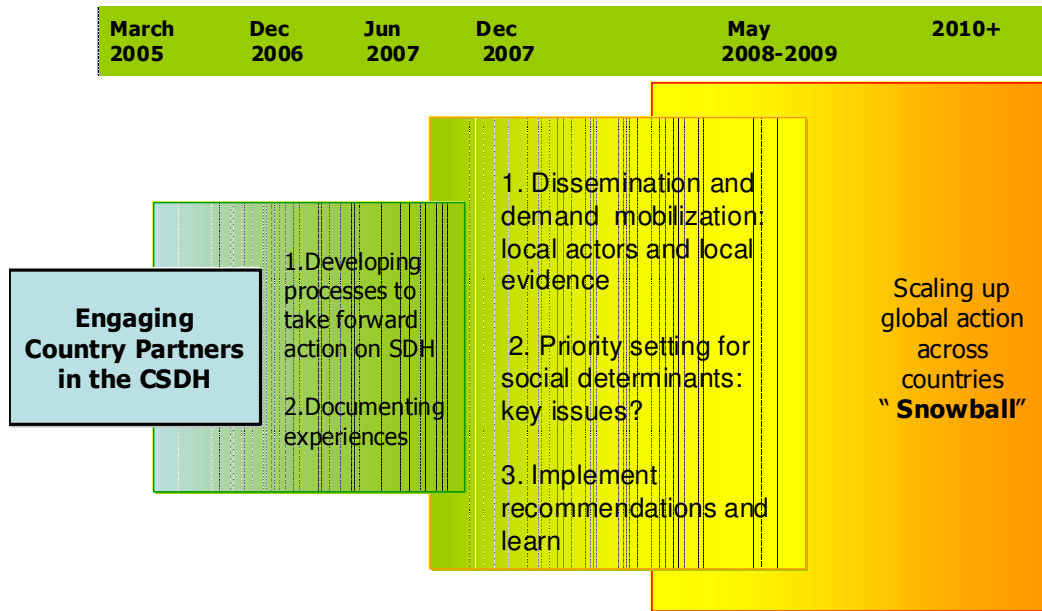 March Dec Jun Dec May 2010+
2005 2006 2007 2007 2008-2009
Engaging
Country Partners
in the CSDH
1.Developing
processes to
take forward
action on SDH
2.Documenting
experiences
1. Dissemination and
demand mobilization:
local actors and local
evidence
2. Priority setting for
social determinants:
key issues?
3. Implement
recommendations and
learn
Scaling up
global action
across
countries
“ Snowball”